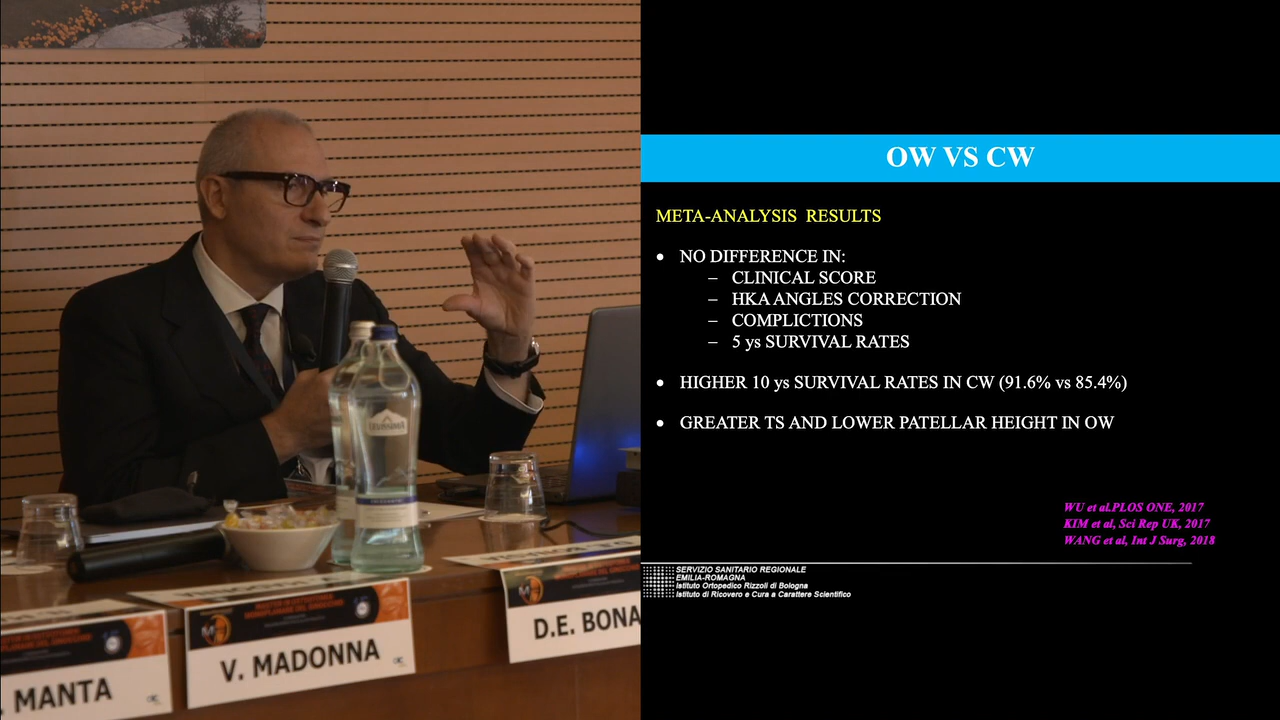 OW VS CW
META-ANALYSIS RESULTS
• NO DIFFERENCE IN:
– CLINICAL SCORE
– HKA ANGLES CORRECTION
– COMPLICTIONS
– 5 ys SURVIVAL RATES
• HIGHER 10 ys SURVIVAL RATES IN CW (91.6% vs 85.4%)
• GREATER TS AND LOWER PATELLAR HEIGHT IN OW
WU et al.PLOS ONE, 2017
KIM et al, Sci Rep UK, 2017
WANG et al, Int J Surg, 2018
SERVIZIO SANITARIO REGIONALE
EMILIA-ROMAGNA
Istituto Ortopedico Rizzoli di Bologna
Istituto di Ricovero e Cura a Carattere Scientifico
MANTA
V. MADONNA
D.E. BONA